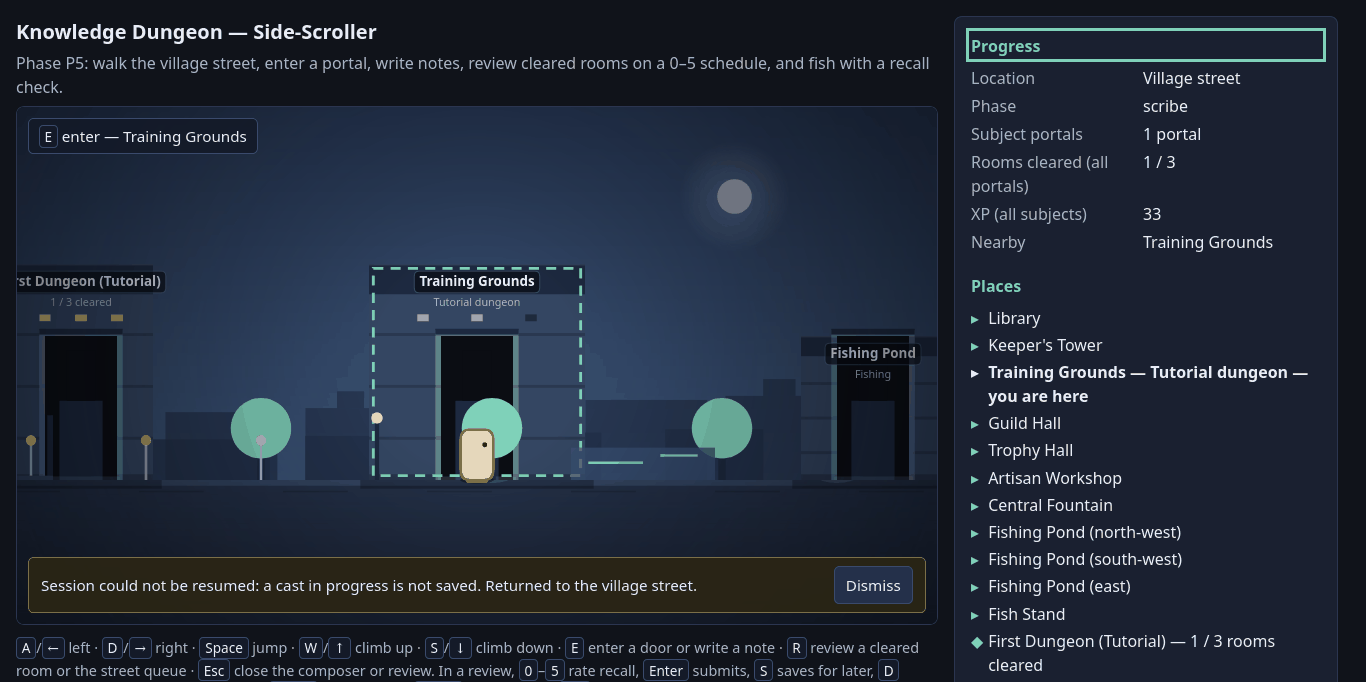 Knowledge Dungeon — Side-Scroller
Phase P5: walk the village street, enter a portal, write notes, review cleared rooms on a 0–5 schedule, and fish with a recall
check.
E enter — Training Grounds
rst Dungeon (Tutorial)
1 / 3 cleared
Training Grounds
Tutorial dungeon
Fishing Pond
Fishing
Session could not be resumed: a cast in progress is not saved. Returned to the village street.
Dismiss
A / ← left · D / → right · Space jump · W / ↑ climb up · S / ↓ climb down · E enter a door or write a note · R review a cleared
room or the street queue · Esc close the composer or review. In a review, 0 – 5 rate recall, Enter submits, S saves for later, D
Progress
Location Village street
Phase scribe
Subject portals 1 portal
Rooms cleared (all portals) 1 / 3
XP (all subjects) 33
Nearby Training Grounds
Places
▸ Library
▸ Keeper's Tower
▸ Training Grounds — Tutorial dungeon —
you are here
▸ Guild Hall
▸ Trophy Hall
▸ Artisan Workshop
▸ Central Fountain
▸ Fishing Pond (north-west)
▸ Fishing Pond (south-west)
▸ Fishing Pond (east)
▸ Fish Stand
◆ First Dungeon (Tutorial) — 1 / 3 rooms
cleared